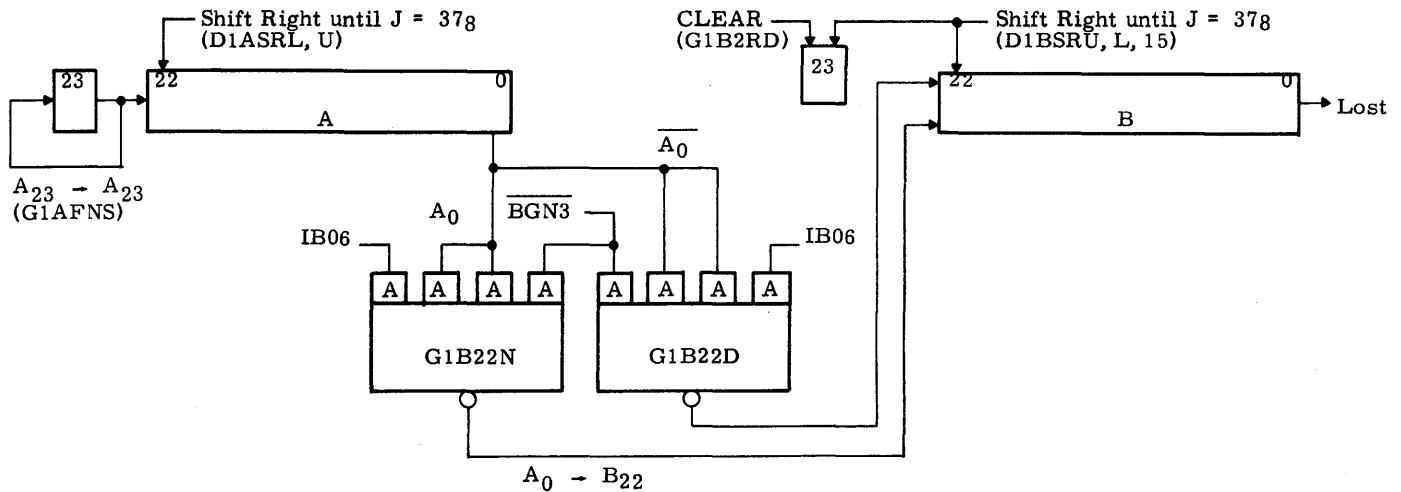 Shift Right until J = 37₈
(D1ASRL, U)
CLEAR
(G1B2RD)
Shift Right until J = 37₈
(D1BSRU, L, 15)
23
22
0
A
23
22
0
B
Lost
A₂₃ → A₂₃
(G1AFNS)
A̅₀̅
A₀
B̅G̅N̅3̅
IB06
IB06
A A A A
A A A A
G1B22N
G1B22D
A₀ → B₂₂